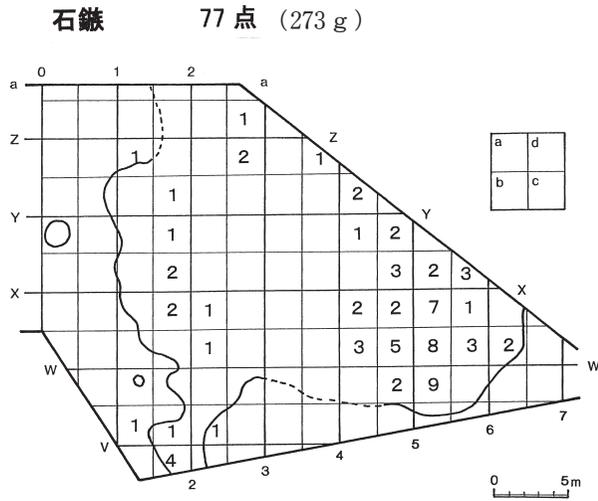 石鏃 77点 (273g)
0 1 2
a a
1
Z Z
1 2 1
a d
1 2
b c
Y Y
1 1 2
2 3 2 3
X X
2 1 2 2 7 1
1 3 5 8 3 2
W W
2 9
1 1 1
V
4
2 3 4 5 6 7
0 5m